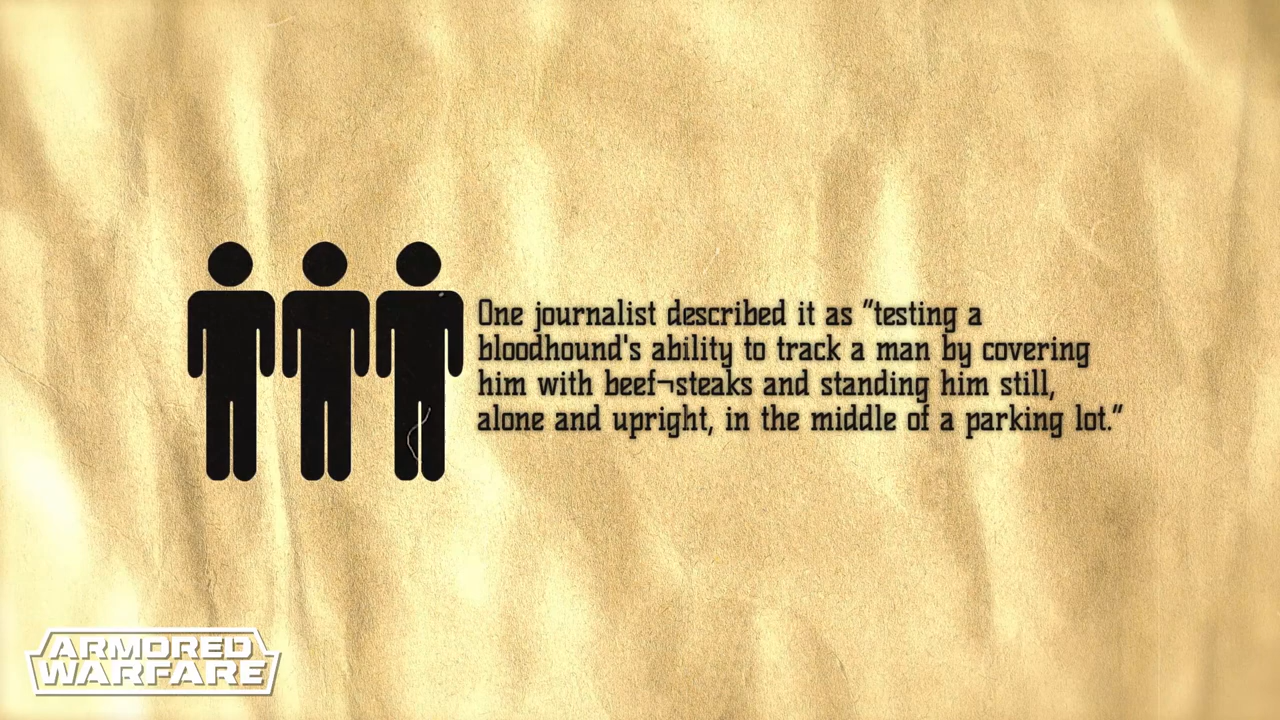 One journalist described it as “testing a
bloodhound's ability to track a man by covering
him with beef¬steaks and standing him still,
alone and upright, in the middle of a parking lot.”
ARMORED
WARFARE